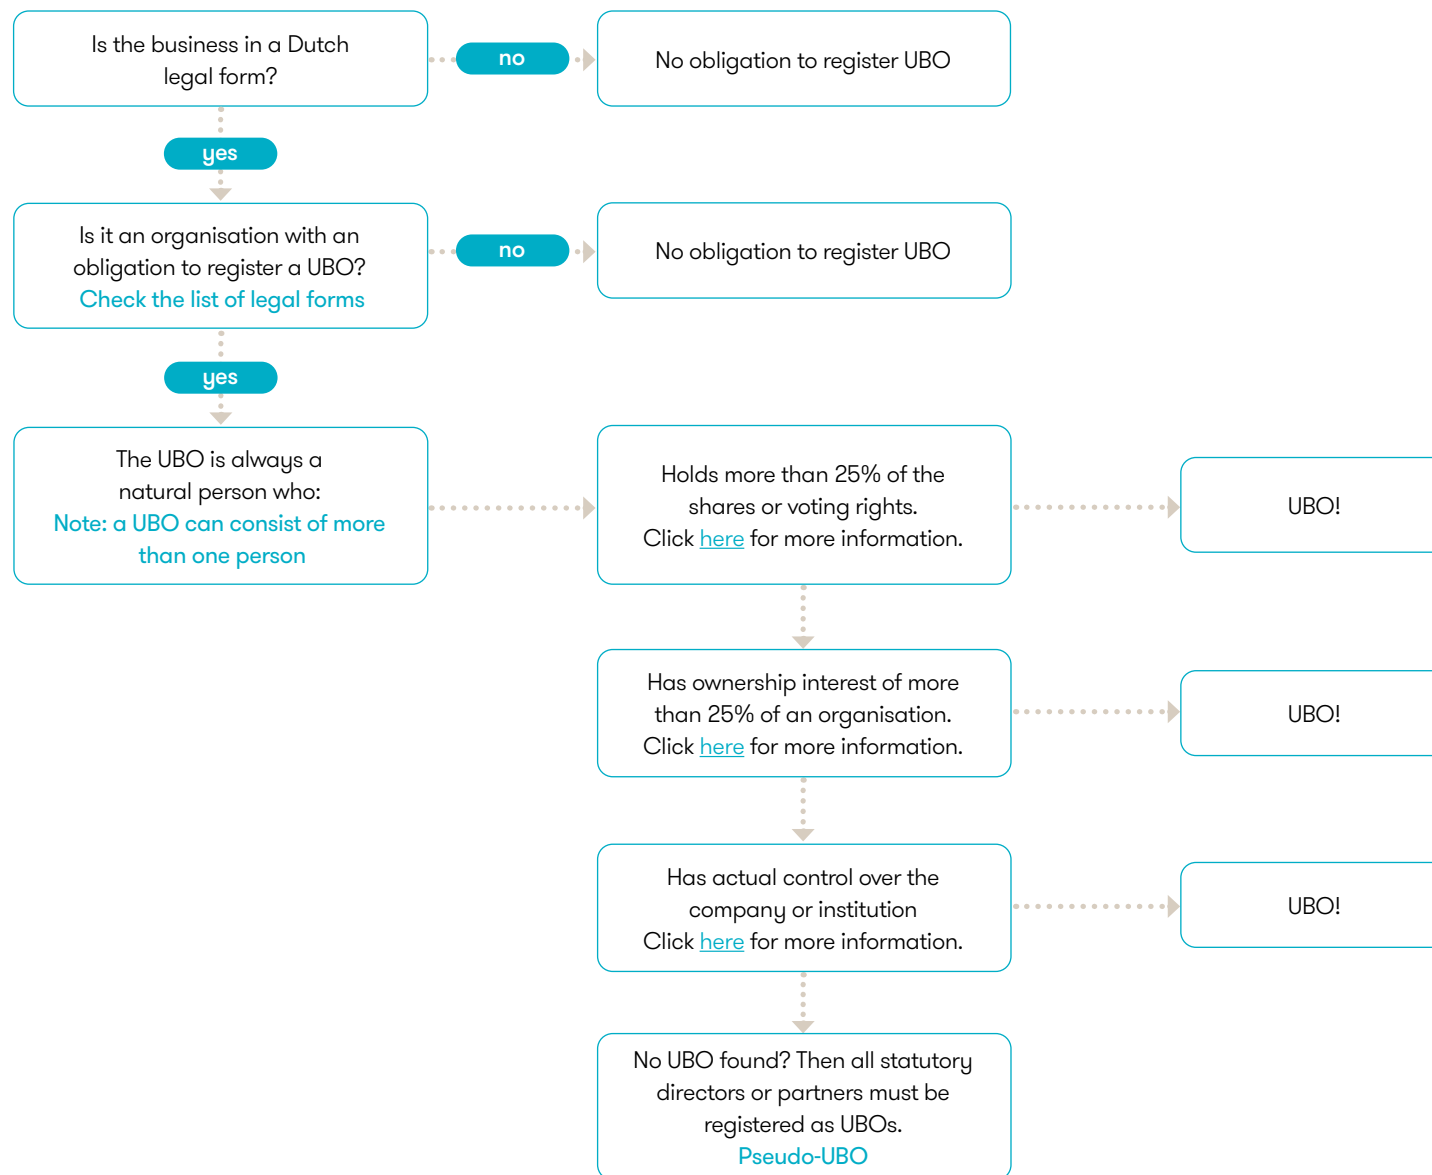 Is the business in a Dutch
legal form?
no
No obligation to register UBO
yes
Is it an organisation with an
obligation to register a UBO?
Check the list of legal forms
no
No obligation to register UBO
yes
The UBO is always a
natural person who:
Note: a UBO can consist of more
than one person
Holds more than 25% of the
shares or voting rights.
Click here for more information.
UBO!
Has ownership interest of more
than 25% of an organisation.
Click here for more information.
UBO!
Has actual control over the
company or institution
Click here for more information.
UBO!
No UBO found? Then all statutory
directors or partners must be
registered as UBOs.
Pseudo-UBO